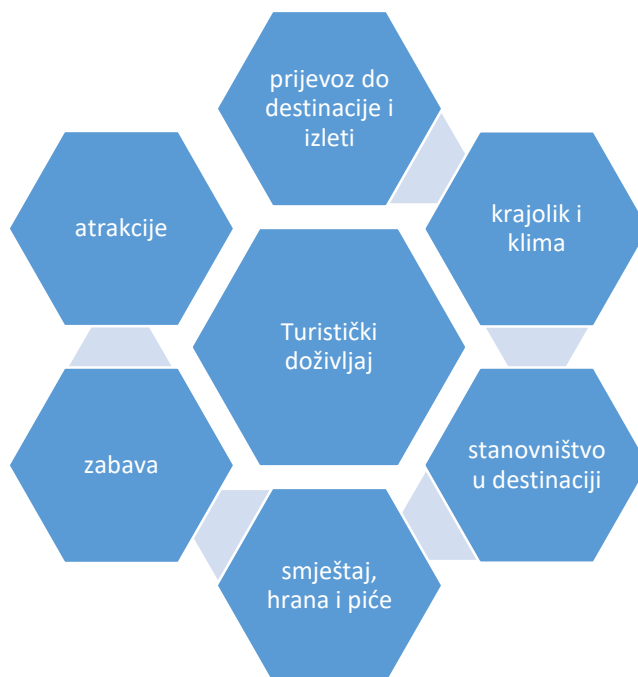 prijevoz do
destinacije i
izleti
atrakcije
krajolik i
klima
Turistički
doživljaj
zabava
stanovništvo
u destinaciji
smještaj,
hrana i piće